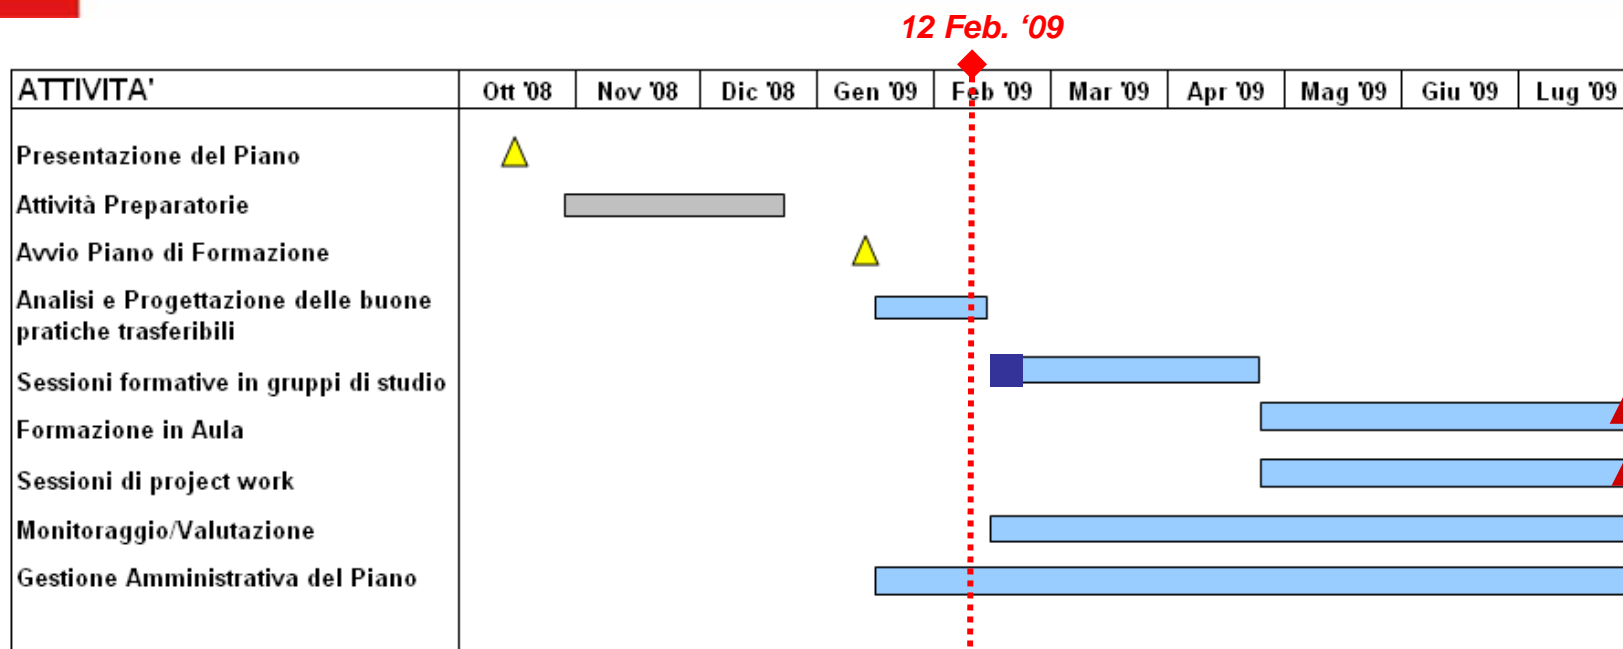 12 Feb. ‘09
ATTIVITA' Ott '08 Nov '08 Dic '08 Gen '09 Feb '09 Mar '09 Apr '09 Mag '09 Giu '09 Lug '09
Presentazione del Piano
Attività Preparatorie
Avvio Piano di Formazione
Analisi e Progettazione delle buone
pratiche trasferibili
Sessioni formative in gruppi di studio
Formazione in Aula
Sessioni di project work
Monitoraggio/Valutazione
Gestione Amministrativa del Piano